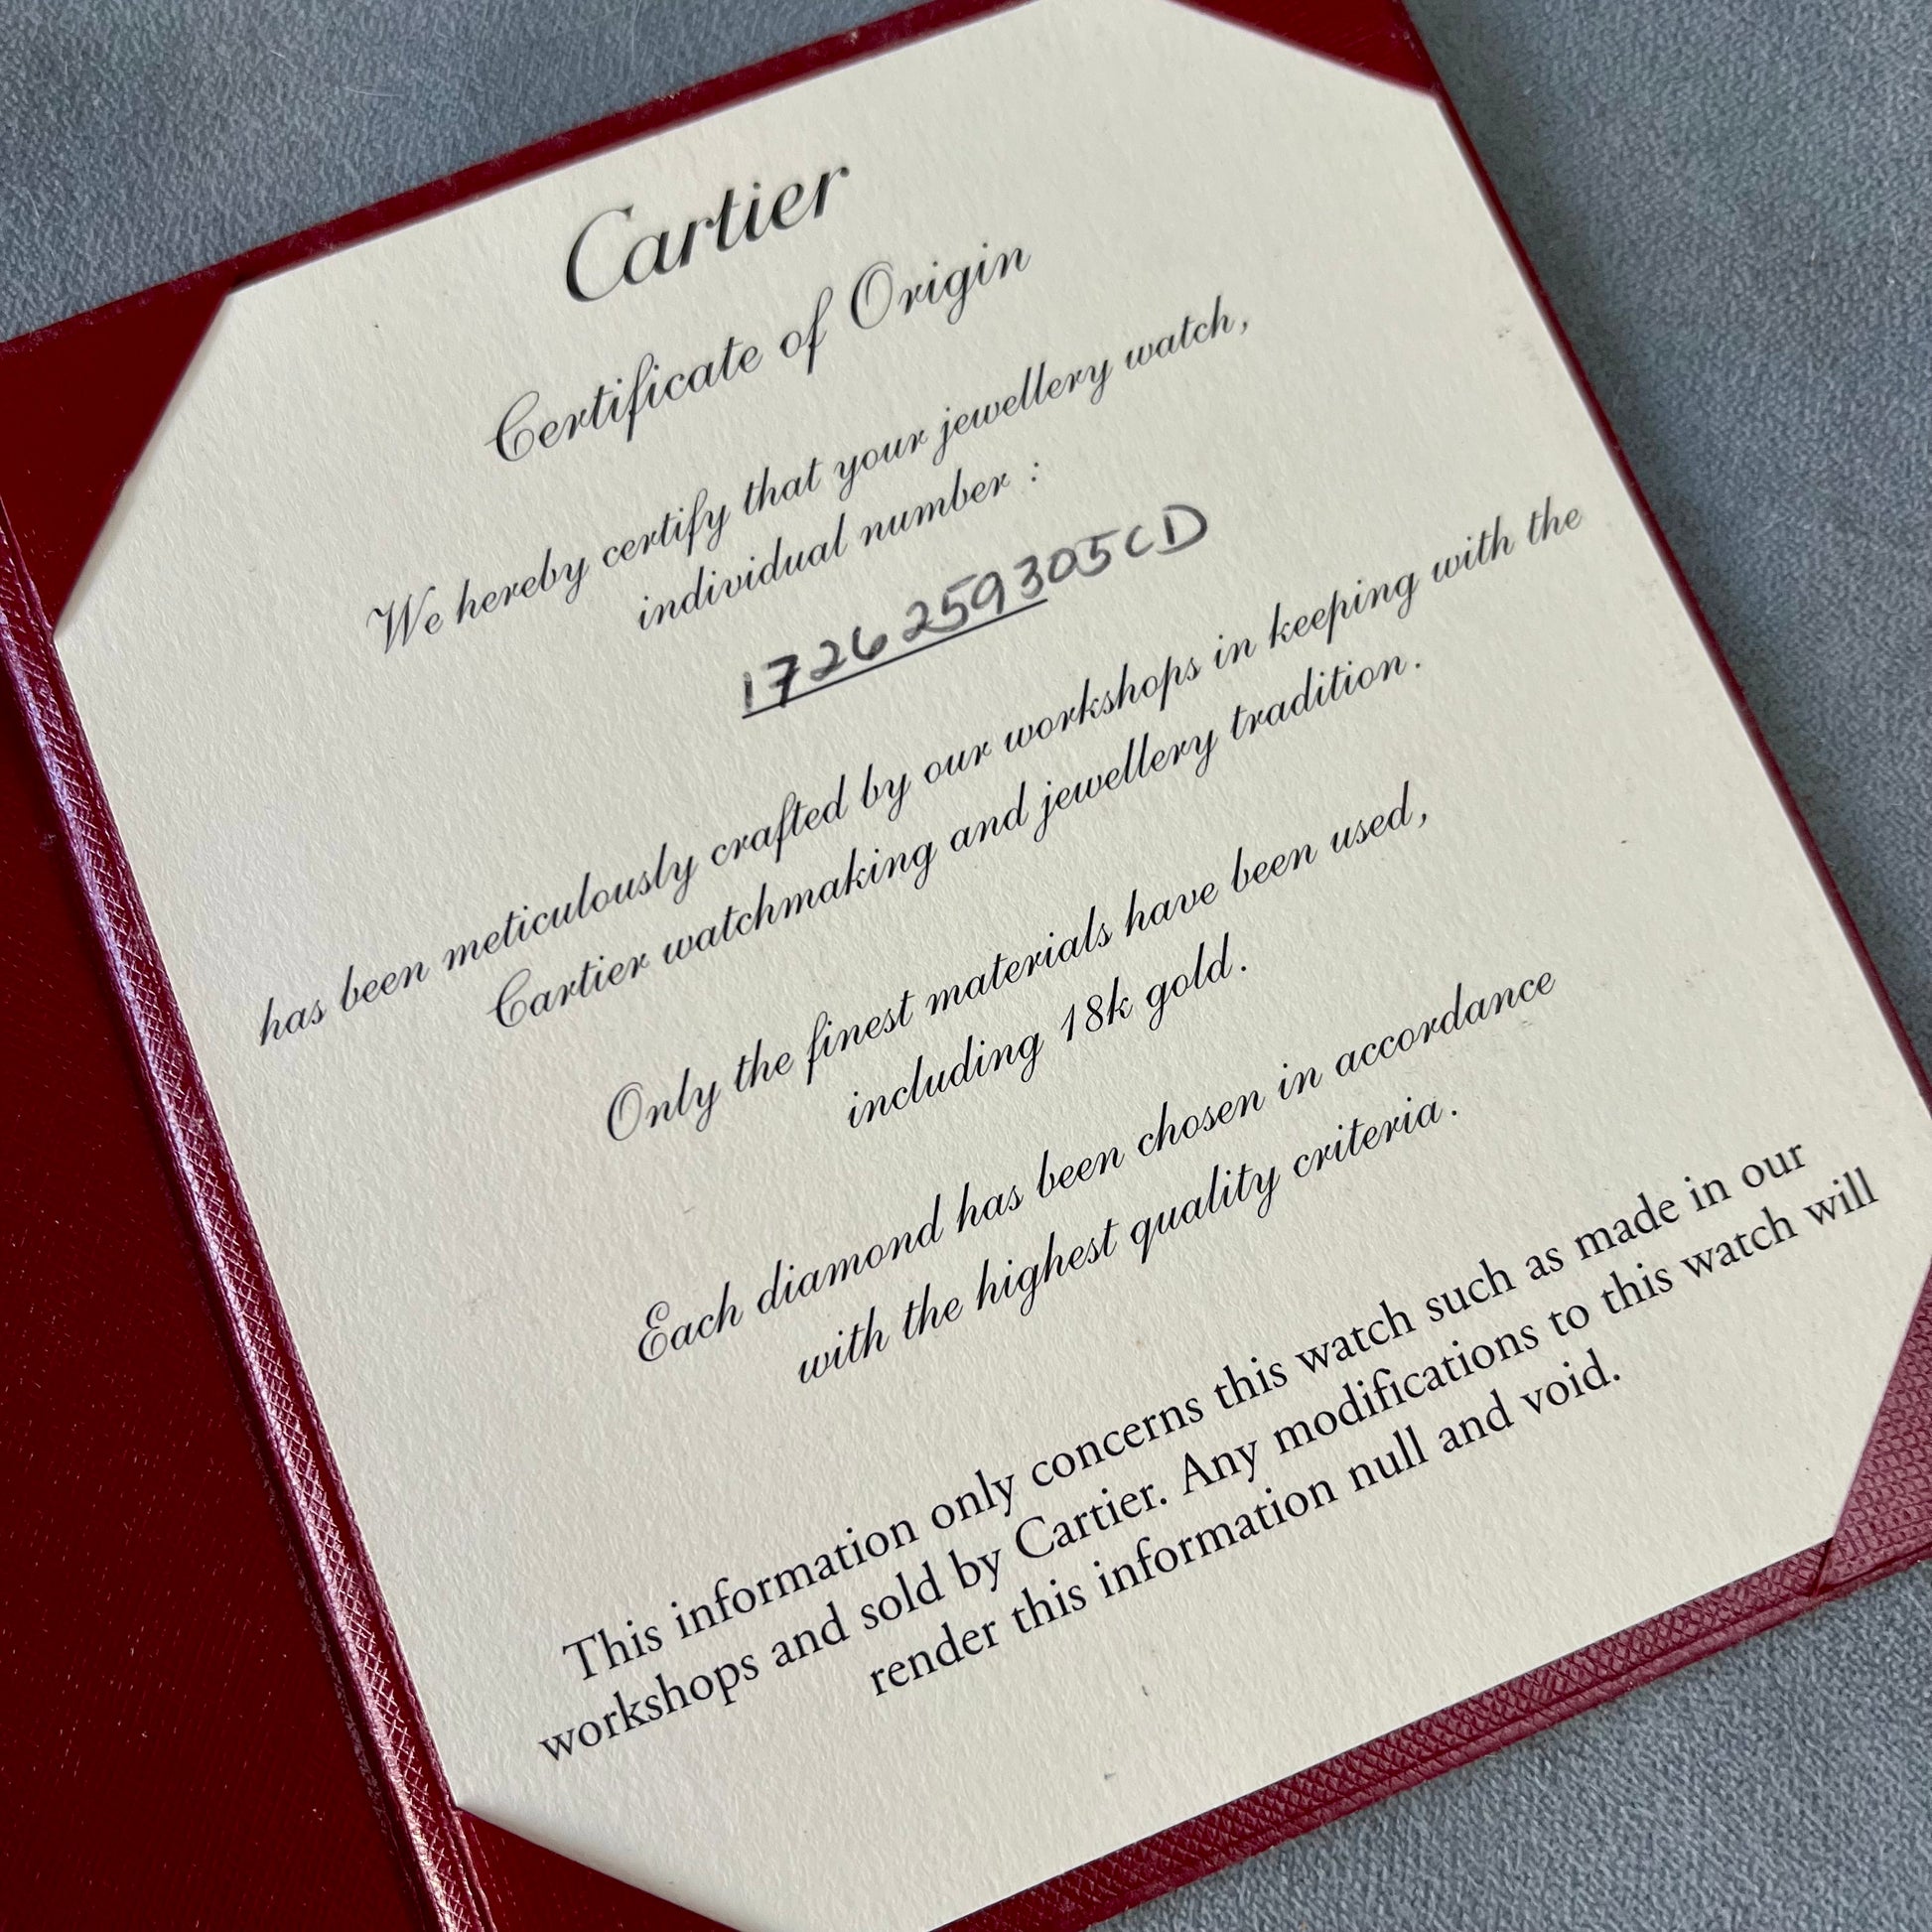 Cartier
Certificate of Origin
We hereby certify that your jewellery watch,
individual number :
1726259305CD
has been meticulously crafted by our workshops in keeping with the
Cartier watchmaking and jewellery tradition.
Only the finest materials have been used,
including 18k gold.
Each diamond has been chosen in accordance
with the highest quality criteria.
This information only concerns this watch such as made in our
workshops and sold by Cartier. Any modifications to this watch will
render this information null and void.